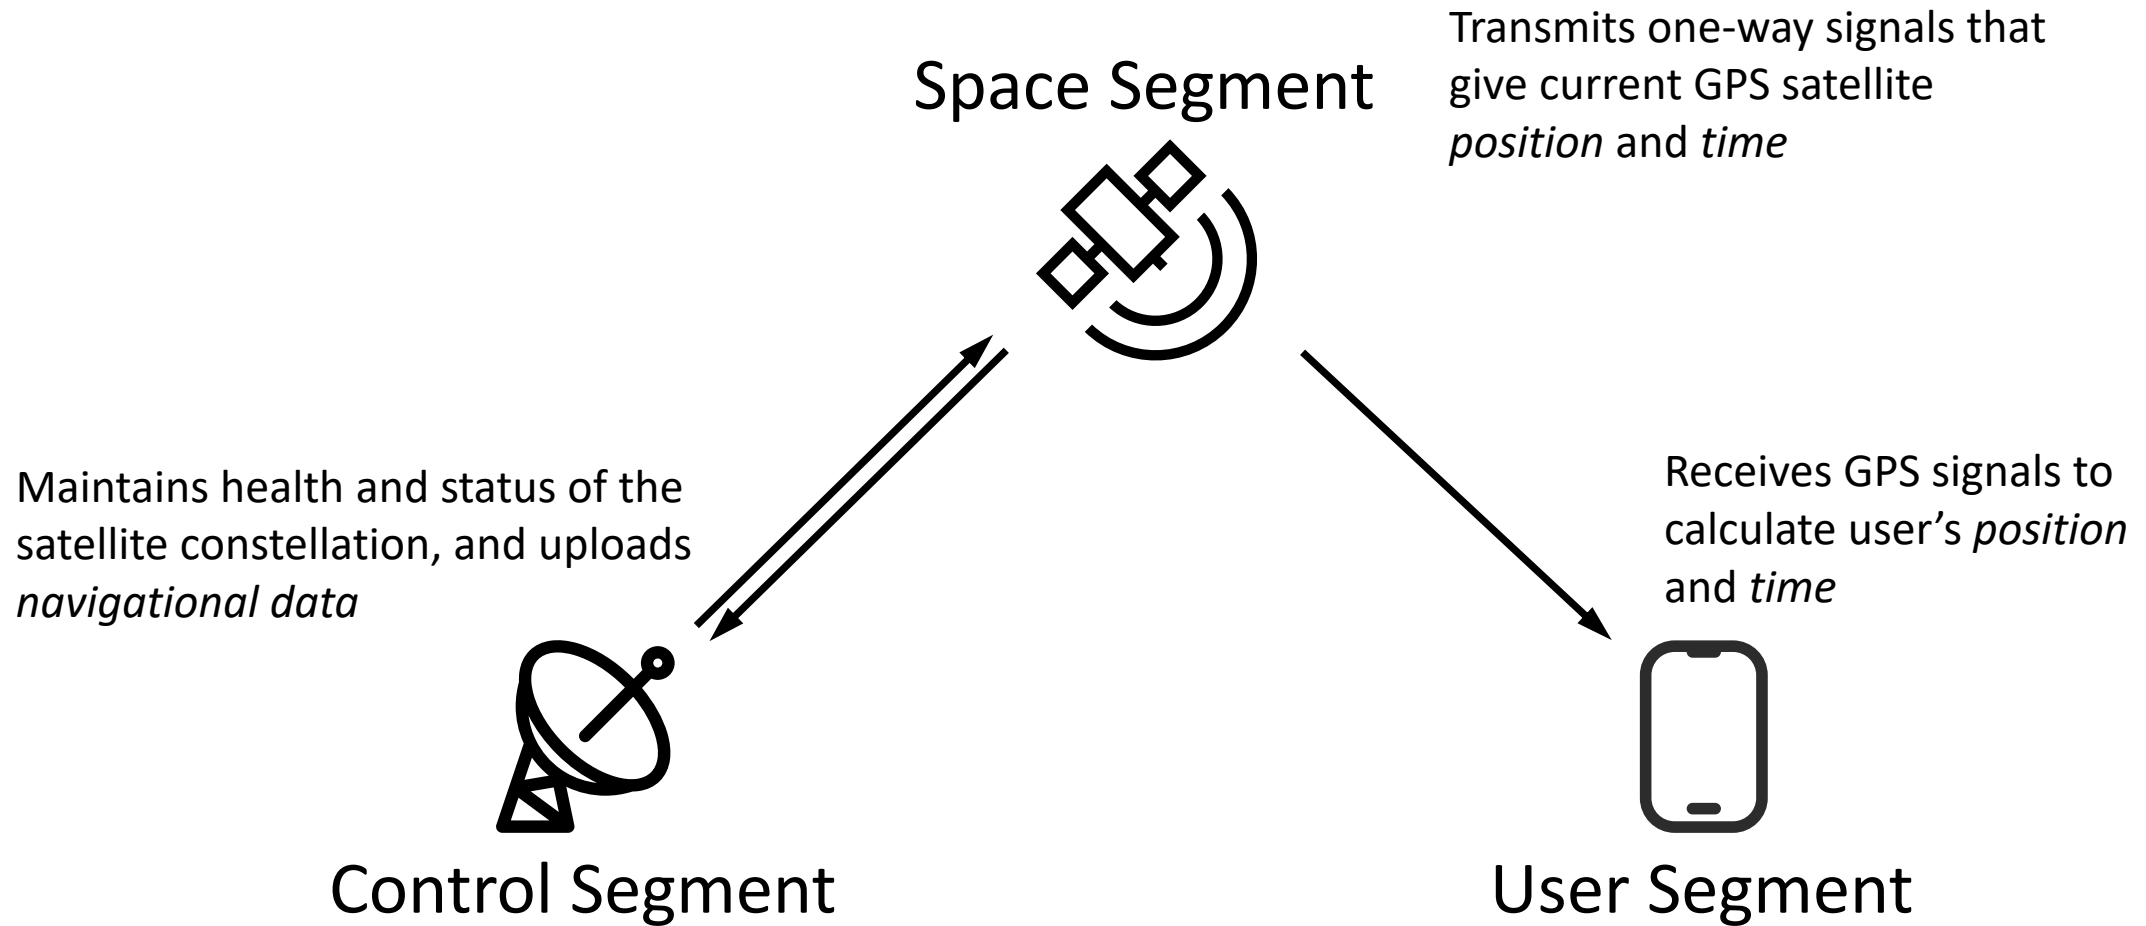 Transmits one-way signals that
give current GPS satellite
position and time
Space Segment
Maintains health and status of the
satellite constellation, and uploads
navigational data
Receives GPS signals to
calculate user’s position
and time
Control Segment
User Segment